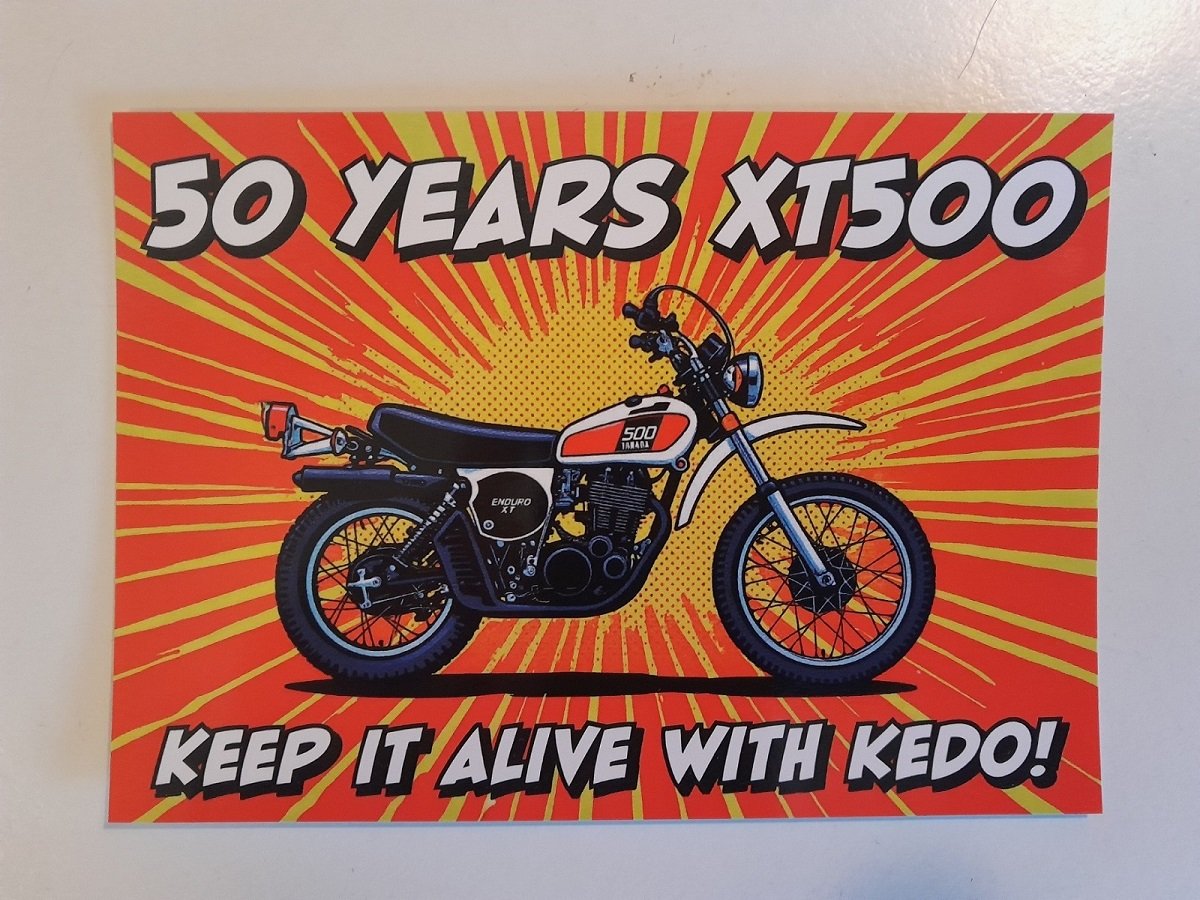 50 YEARS XT500
500
YAMAHA
ENDURO
XT
KEEP IT ALIVE WITH KEDO!